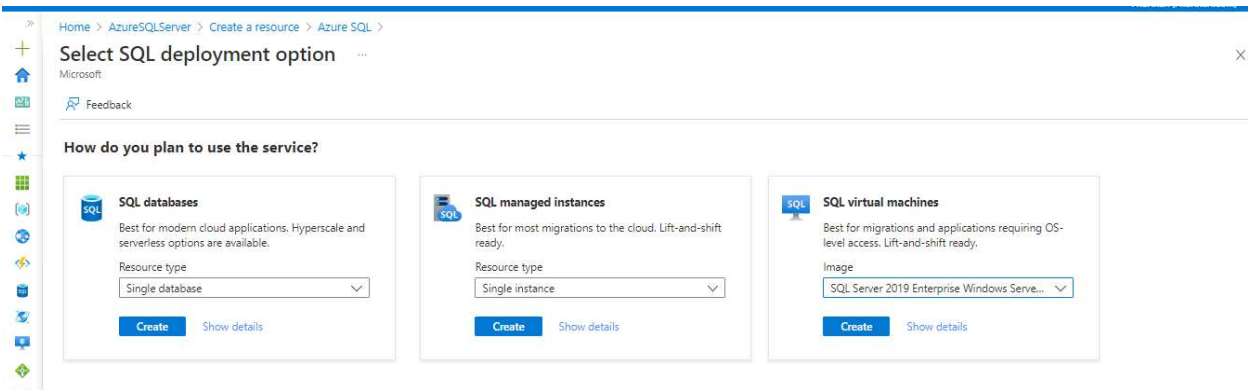 Home > AzureSQLServer > Create a resource > Azure SQL >
Select SQL deployment option ...
Microsoft
Feedback
How do you plan to use the service?
SQL
SQL databases
Best for modern cloud applications. Hyperscale and
serverless options are available.
Resource type
Single database
Create Show details
SQL
SQL managed instances
Best for most migrations to the cloud. Lift-and-shift
ready.
Resource type
Single instance
Create Show details
SQL
SQL virtual machines
Best for migrations and applications requiring OS-
level access. Lift-and-shift ready.
Image
SQL Server 2019 Enterprise Windows Serve...
Create Show details